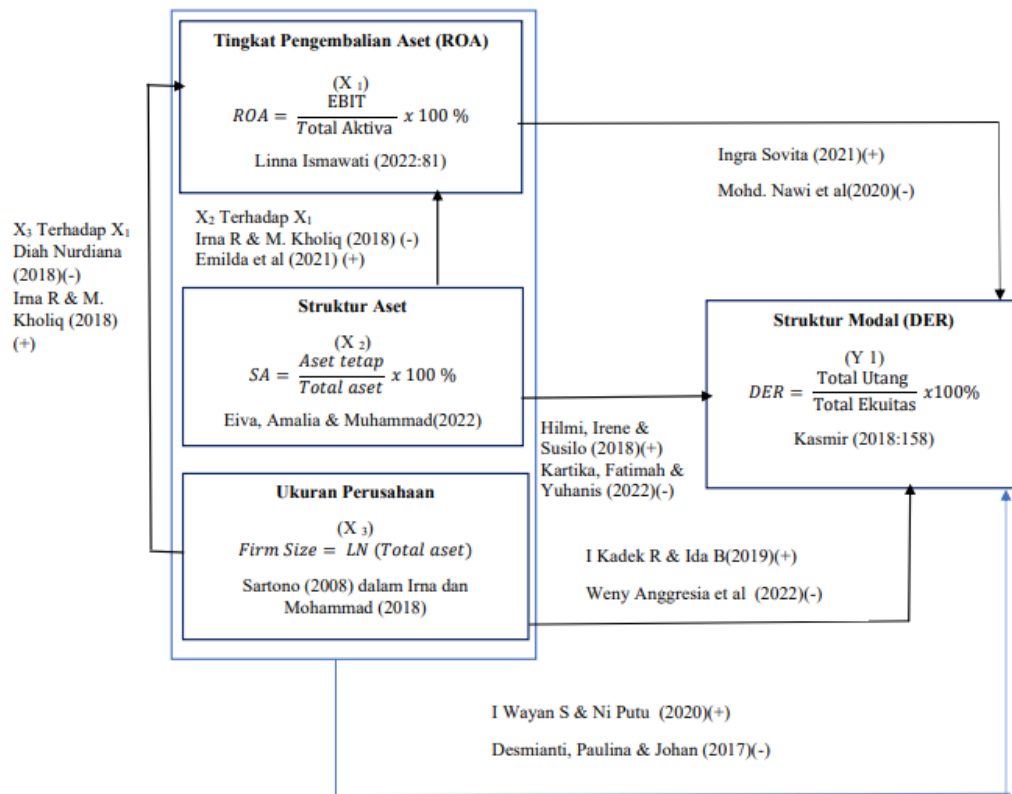 Tingkat Pengembalian Aset (ROA)
(X 1)
ROA = EBIT / Total Aktiva x 100 %
Linna Ismawati (2022:81)
Ingra Sovita (2021)(+)
Mohd. Nawi et al(2020)(-)
X3 Terhadap X1
Diah Nurdiana
(2018)(-)
Irna R & M.
Kholiq (2018)
(+)
X2 Terhadap X1
Irna R & M. Kholiq (2018) (-)
Emilda et al (2021) (+)
Struktur Aset
(X 2)
SA = Aset tetap / Total aset x 100 %
Eiva, Amalia & Muhammad(2022)
Struktur Modal (DER)
(Y 1)
DER = Total Utang / Total Ekuitas x100%
Kasmir (2018:158)
Hilmi, Irene &
Susilo (2018)(+)
Kartika, Fatimah &
Yuhanis (2022)(-)
Ukuran Perusahaan
(X 3)
Firm Size = LN (Total aset)
Sartono (2008) dalam Irna dan
Mohammad (2018)
I Kadek R & Ida B(2019)(+)
Weny Anggresia et al (2022)(-)
I Wayan S & Ni Putu (2020)(+)
Desmianti, Paulina & Johan (2017)(-)